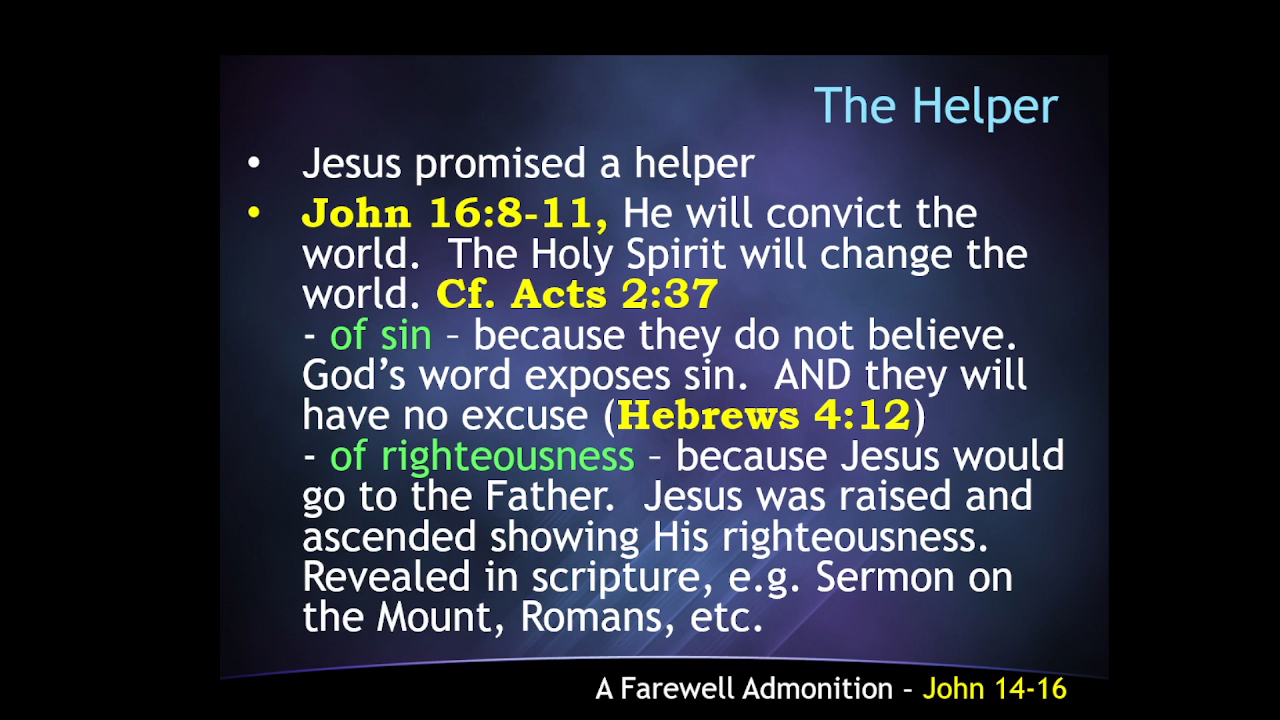 The Helper
• Jesus promised a helper
• John 16:8-11, He will convict the
world.  The Holy Spirit will change the
world. Cf. Acts 2:37
- of sin – because they do not believe.
God’s word exposes sin.  AND they will
have no excuse (Hebrews 4:12)
- of righteousness – because Jesus would
go to the Father.  Jesus was raised and
ascended showing His righteousness.
Revealed in scripture, e.g. Sermon on
the Mount, Romans, etc.
A Farewell Admonition – John 14-16